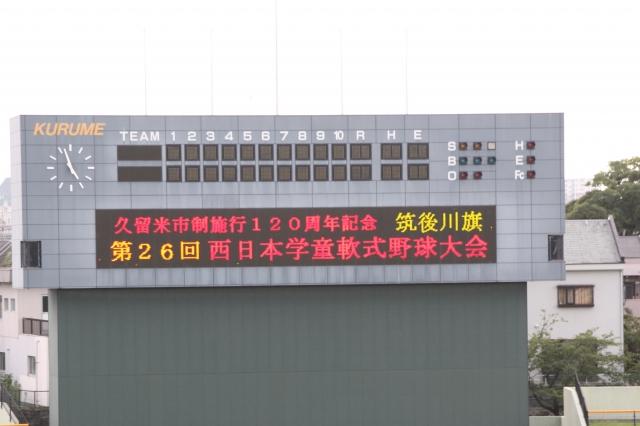 KURUME
TEAM 1 2 3 4 5 6 7 8 9 10 R H E
S H
B E
O Fc
久留米市制施行120周年記念 筑後川旗
第26回西日本学童軟式野球大会